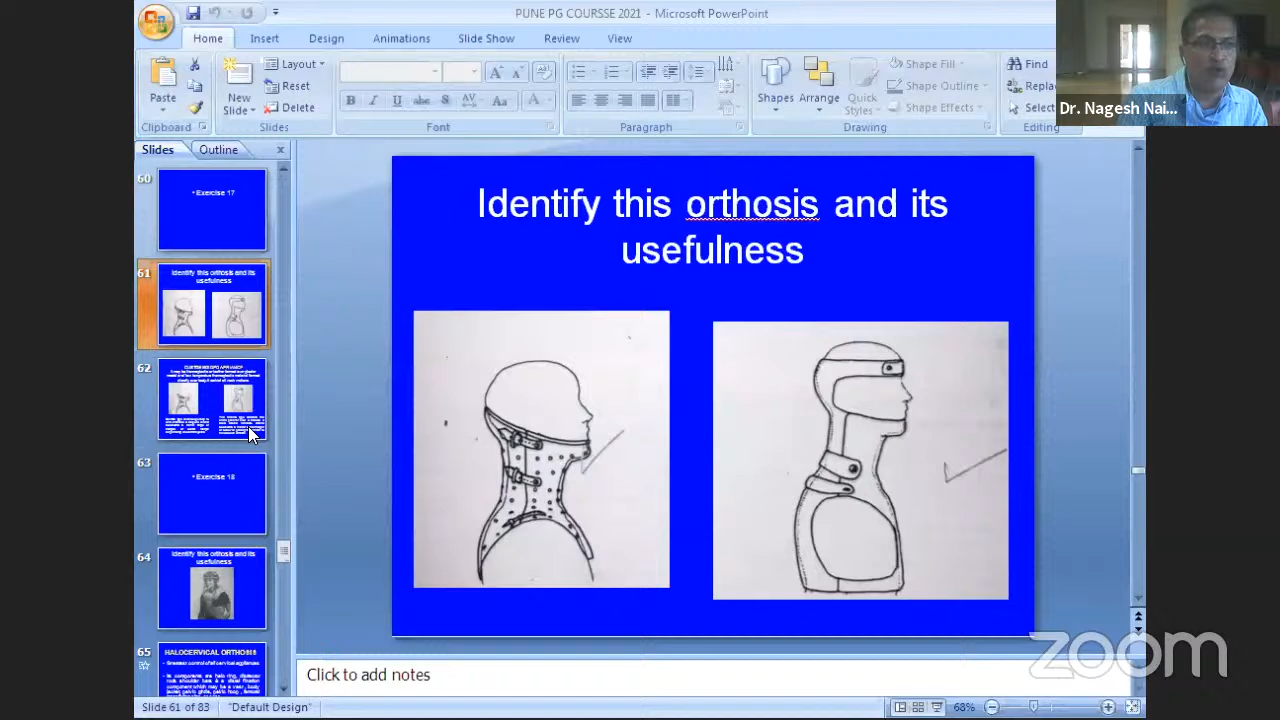 PUNE PG COURSSE 2021 - Microsoft PowerPoint
Home Insert Design Animations Slide Show Review View
Paste
Clipboard
New
Slide
Layout
Reset
Delete
Slides
B I U abc S AV Aa A
Font
Paragraph
Shapes Arrange Quick
Styles
Shape Fill
Shape Outline
Shape Effects
Drawing
Find
Select
Editing
Dr. Nagesh Nai...
Slides Outline
60
• Exercise 17
61
Identify this orthosis and its
usefulness
62
63
• Exercise 18
64
Identify this orthosis and its
usefulness
65
HALOCERVICAL ORTHOSIS
Identify this orthosis and its
usefulness
Click to add notes
zoom
Slide 61 of 83 "Default Design" 68%